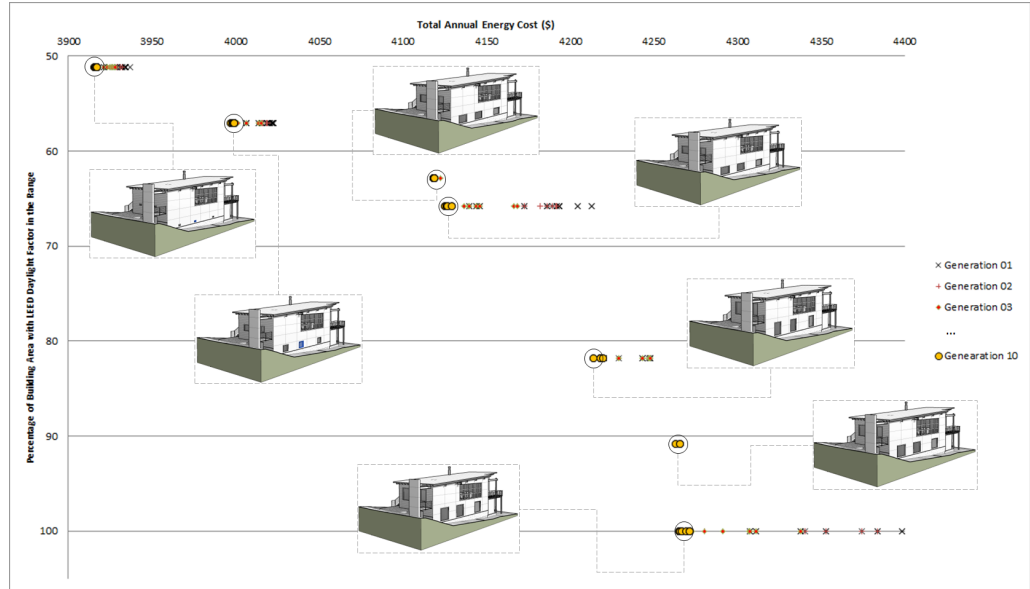 Total Annual Energy Cost ($)
3900 3950 4000 4050 4100 4150 4200 4250 4300 4350 4400
Percentage of Building Area with LEED Daylight Factor in the Range
50
60
70
80
90
100
Generation 01
Generation 02
Generation 03
...
Genearation 10